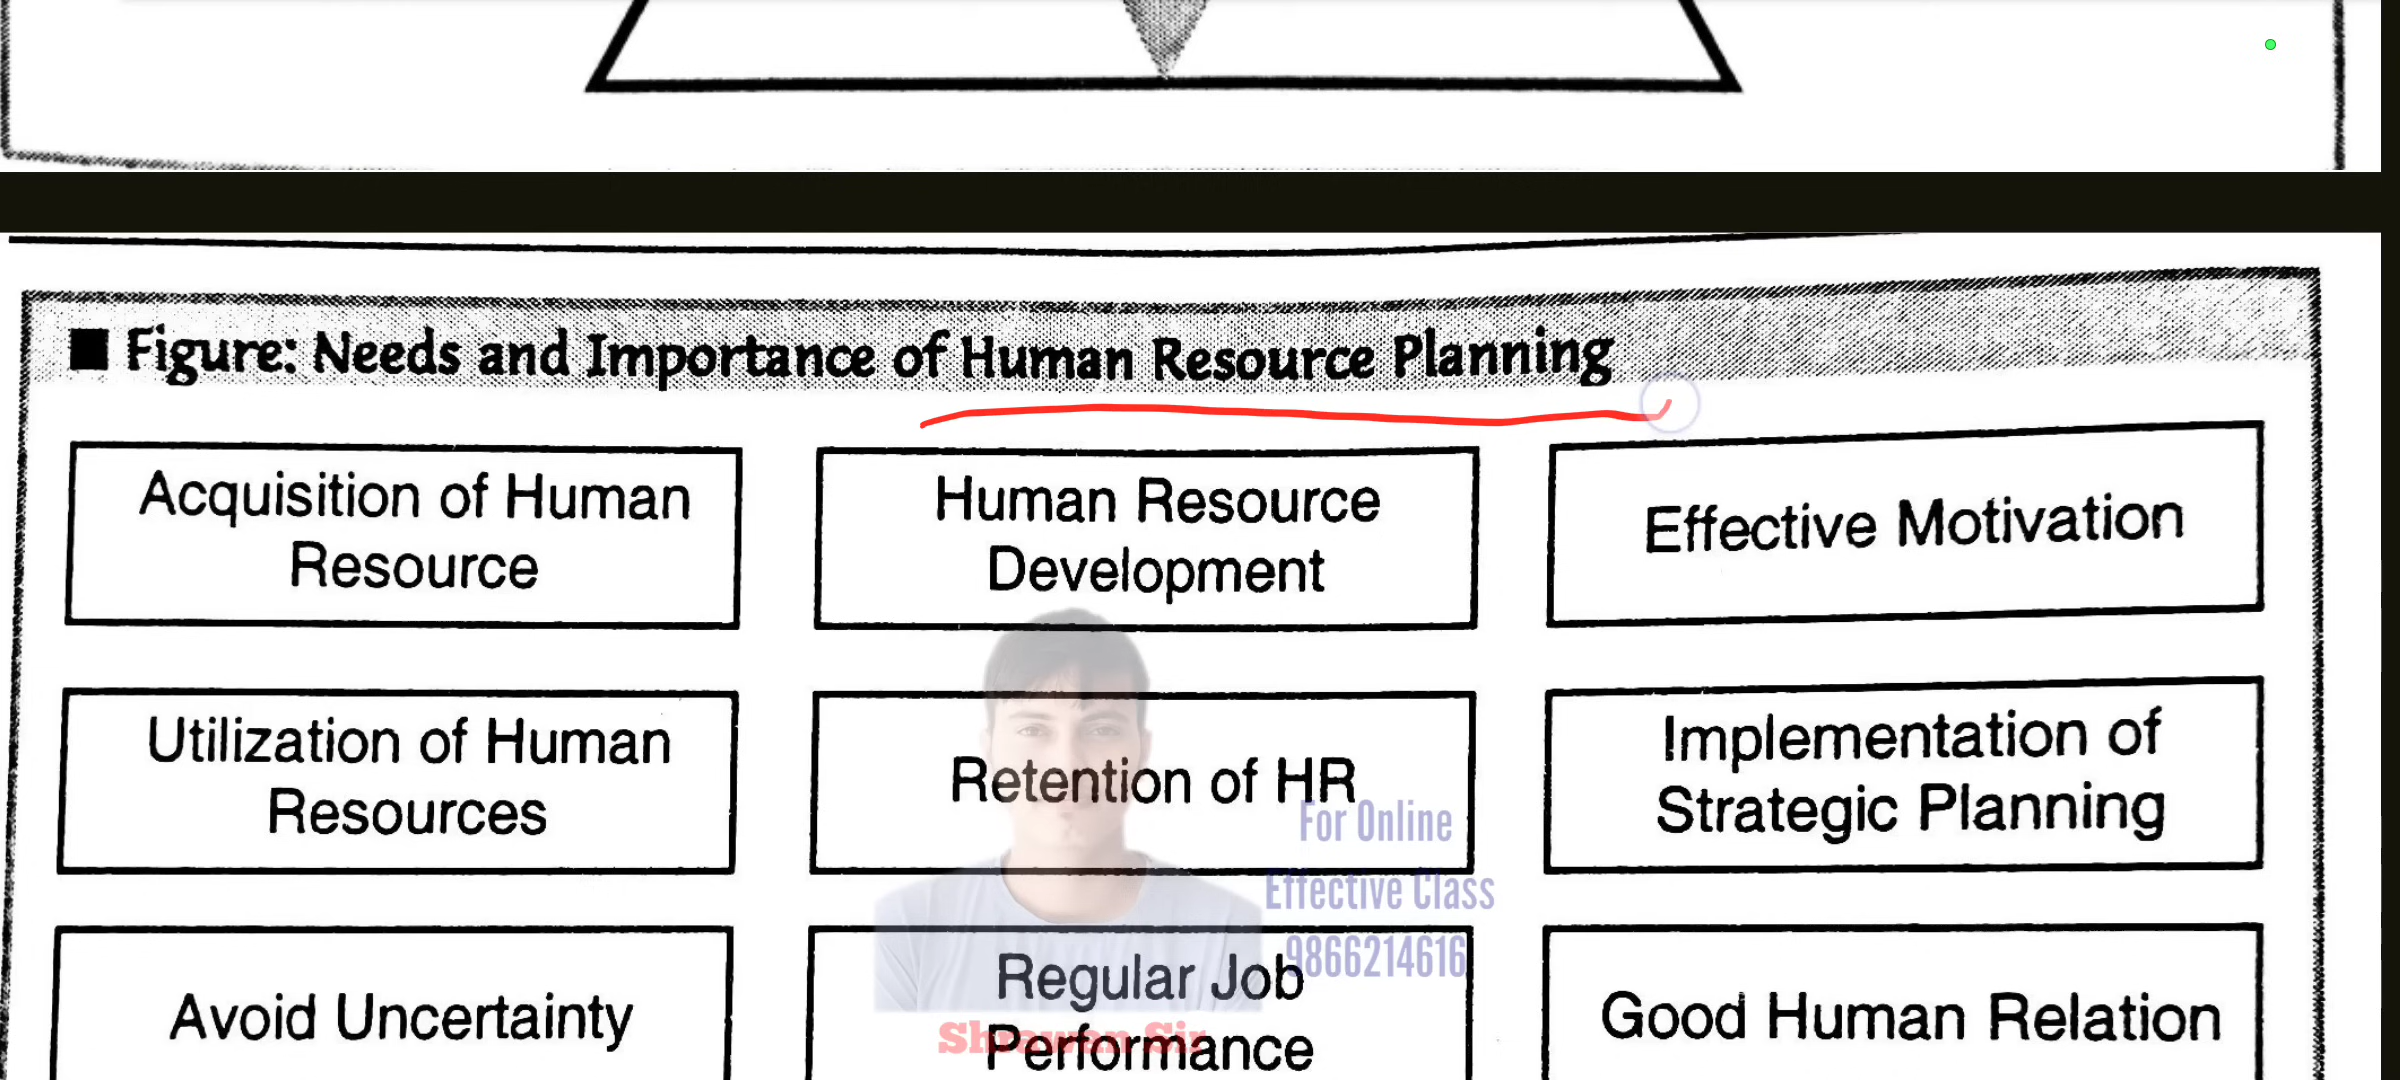 ■ Figure: Needs and Importance of Human Resource Planning
Acquisition of Human
Resource
Human Resource
Development
Effective Motivation
Utilization of Human
Resources
Retention of HR
Implementation of
Strategic Planning
For Online
Effective Class
9866214616
Avoid Uncertainty
Regular Job
Performance
Good Human Relation
Shrawan Sir